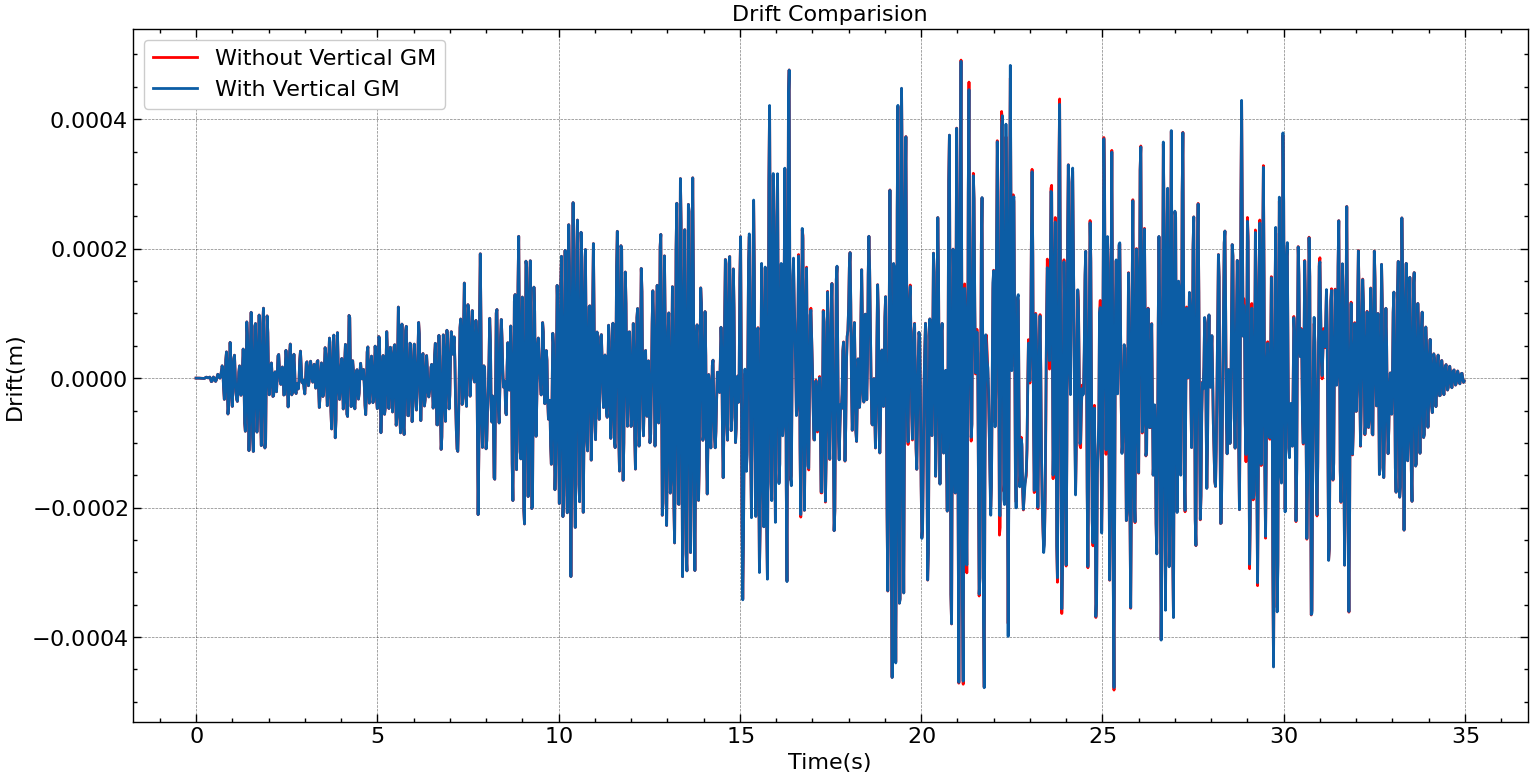 Drift Comparision
Without Vertical GM
With Vertical GM
0.0004
0.0002
0.0000
−0.0002
−0.0004
Drift(m)
0 5 10 15 20 25 30 35
Time(s)